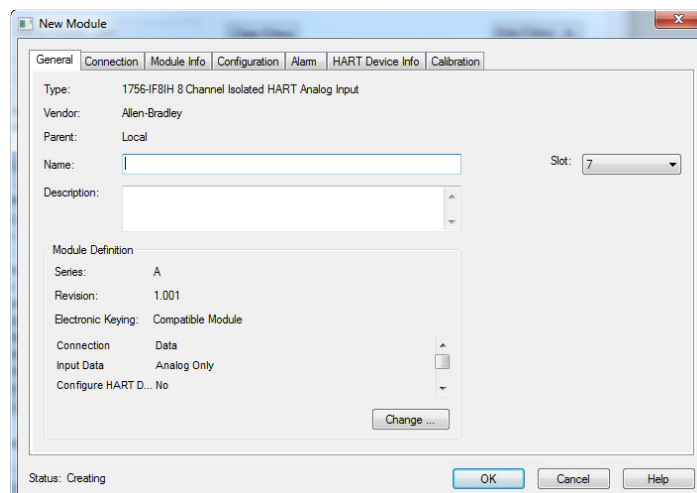 New Module
General Connection Module Info Configuration Alarm HART Device Info Calibration
Type: 1756-IF8IH 8 Channel Isolated HART Analog Input
Vendor: Allen-Bradley
Parent: Local
Name: Slot: 7
Description:
Module Definition
Series: A
Revision: 1.001
Electronic Keying: Compatible Module
Connection Data
Input Data Analog Only
Configure HART D... No
Change ...
Status: Creating OK Cancel Help